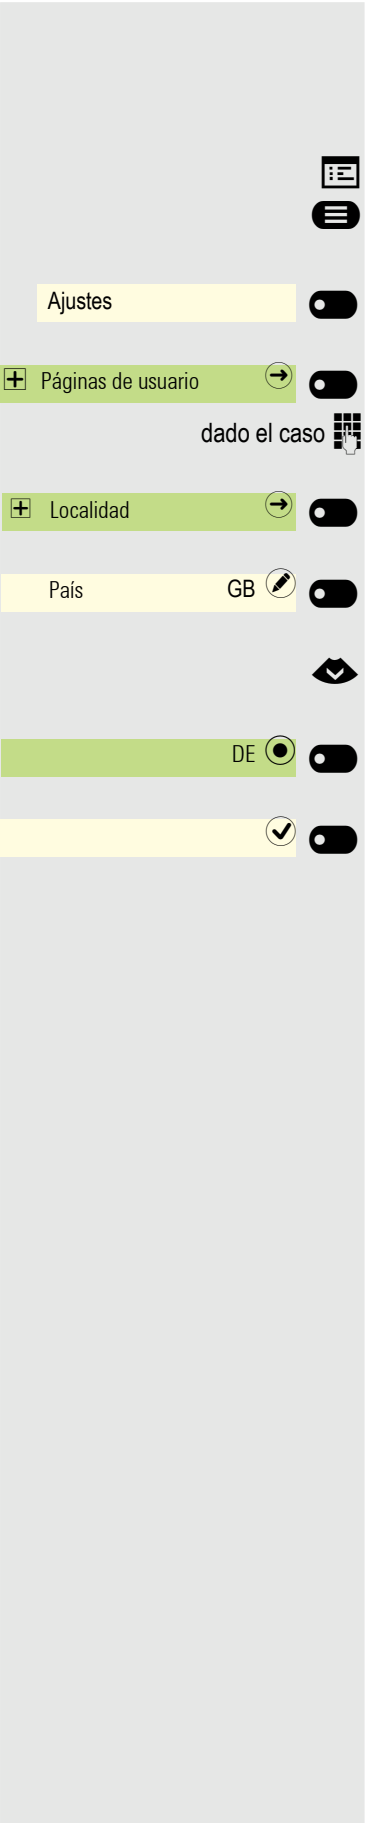 Ajustes
Páginas de usuario
dado el caso
Localidad
País GB
DE